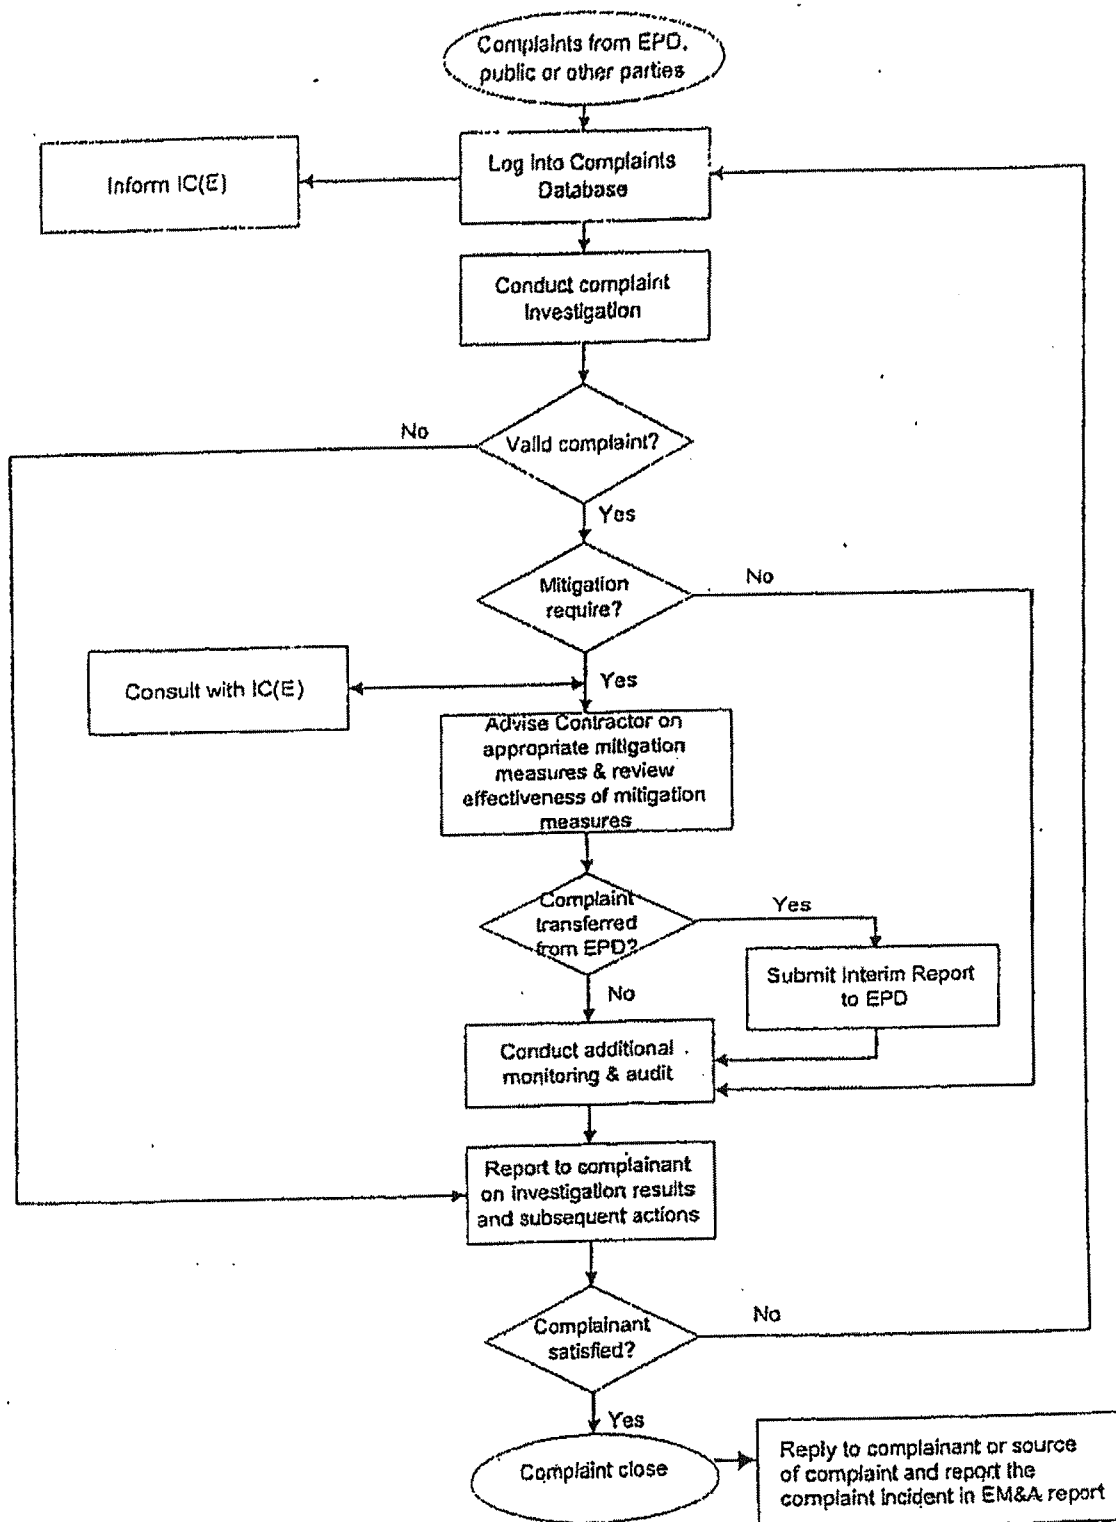 Complaints from EPD,
public or other parties
Inform IC(E)
Log into Complaints
Database
Conduct complaint
Investigation
No
Valid complaint?
Yes
Mitigation
require?
No
Consult with IC(E)
Yes
Advise Contractor on
appropriate mitigation
measures & review
effectiveness of mitigation
measures
Complaint
transferred
from EPD?
Yes
No
Submit Interim Report
to EPD
Conduct additional
monitoring & audit
Report to complainant
on investigation results
and subsequent actions
Complainant
satisfied?
No
Yes
Complaint close
Reply to complainant or source
of complaint and report the
complaint incident in EM&A report